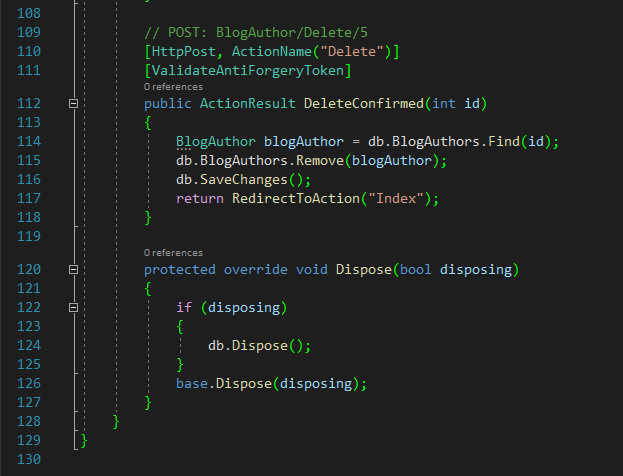 108
109 // POST: BlogAuthor/Delete/5
110 [HttpPost, ActionName("Delete")]
111 [ValidateAntiForgeryToken]
0 references
112 public ActionResult DeleteConfirmed(int id)
113 {
114 BlogAuthor blogAuthor = db.BlogAuthors.Find(id);
115 db.BlogAuthors.Remove(blogAuthor);
116 db.SaveChanges();
117 return RedirectToAction("Index");
118 }
119
0 references
120 protected override void Dispose(bool disposing)
121 {
122 if (disposing)
123 {
124 db.Dispose();
125 }
126 base.Dispose(disposing);
127 }
128 }
129 }
130